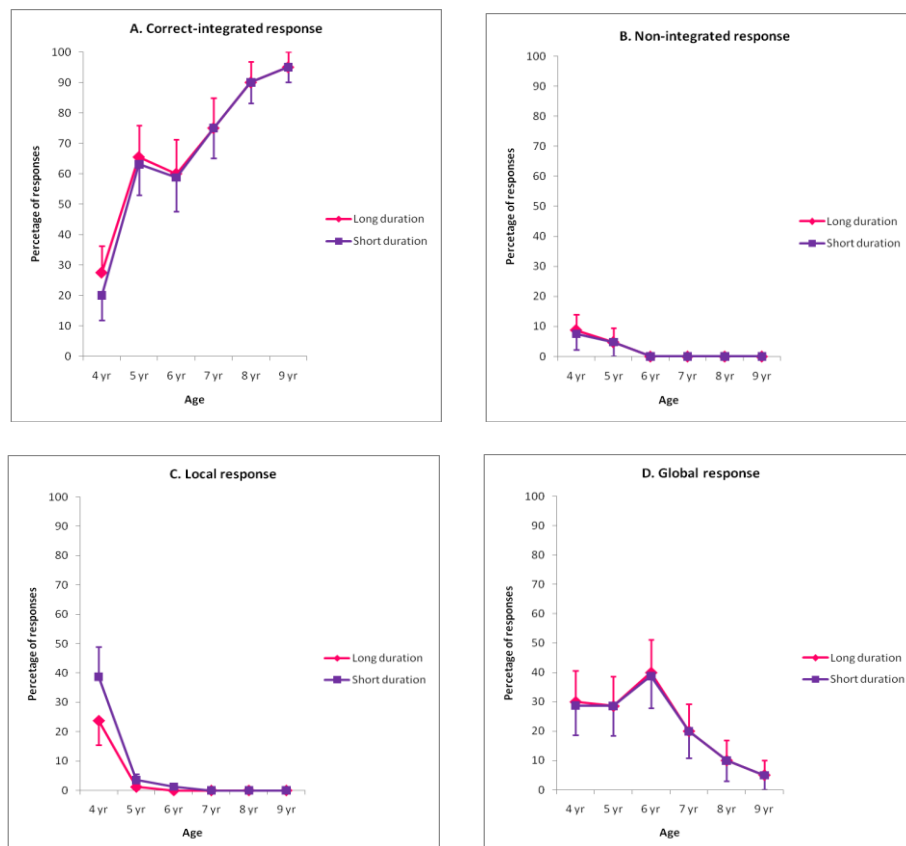 A. Correct-integrated response
100
90
80
70
60
50
40
30
20
10
0
Percetage of responses
4 yr 5 yr 6 yr 7 yr 8 yr 9 yr
Age
Long duration
Short duration
B. Non-integrated response
100
90
80
70
60
50
40
30
20
10
0
Percetage of responses
4 yr 5 yr 6 yr 7 yr 8 yr 9 yr
Age
Long duration
Short duration
C. Local response
100
90
80
70
60
50
40
30
20
10
0
Percetage of responses
4 yr 5 yr 6 yr 7 yr 8 yr 9 yr
Age
Long duration
Short duration
D. Global response
100
90
80
70
60
50
40
30
20
10
0
Percetage of responses
4 yr 5 yr 6 yr 7 yr 8 yr 9 yr
Age
Long duration
Short duration